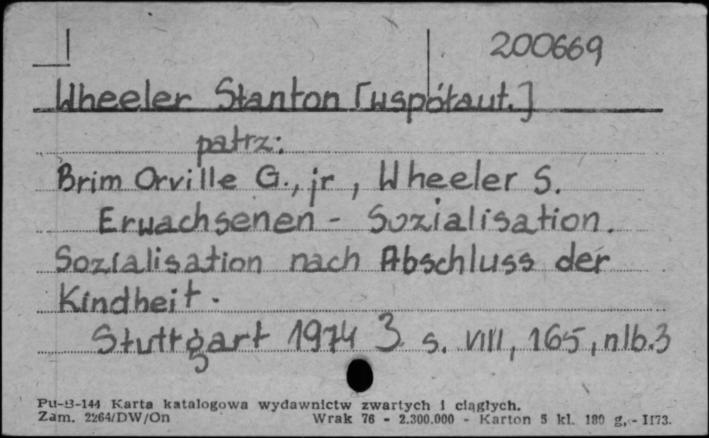 200669
Wheeler Stanton [współaut.]
patrz:
Brim Orville G., jr, Wheeler S.
Erwachsenen - Sozialisation.
Sozialisation nach Abschluss der
Kindheit.
Stuttgart 1974 3 s. VIII, 165, nlb. 3
Pu-B-144 Karta katalogowa wydawnictw zwartych i ciągłych.
Zam. 2264/DW/On Wrak 76 - 2.300.000 - Karton 5 kl. 180 g. - II73.